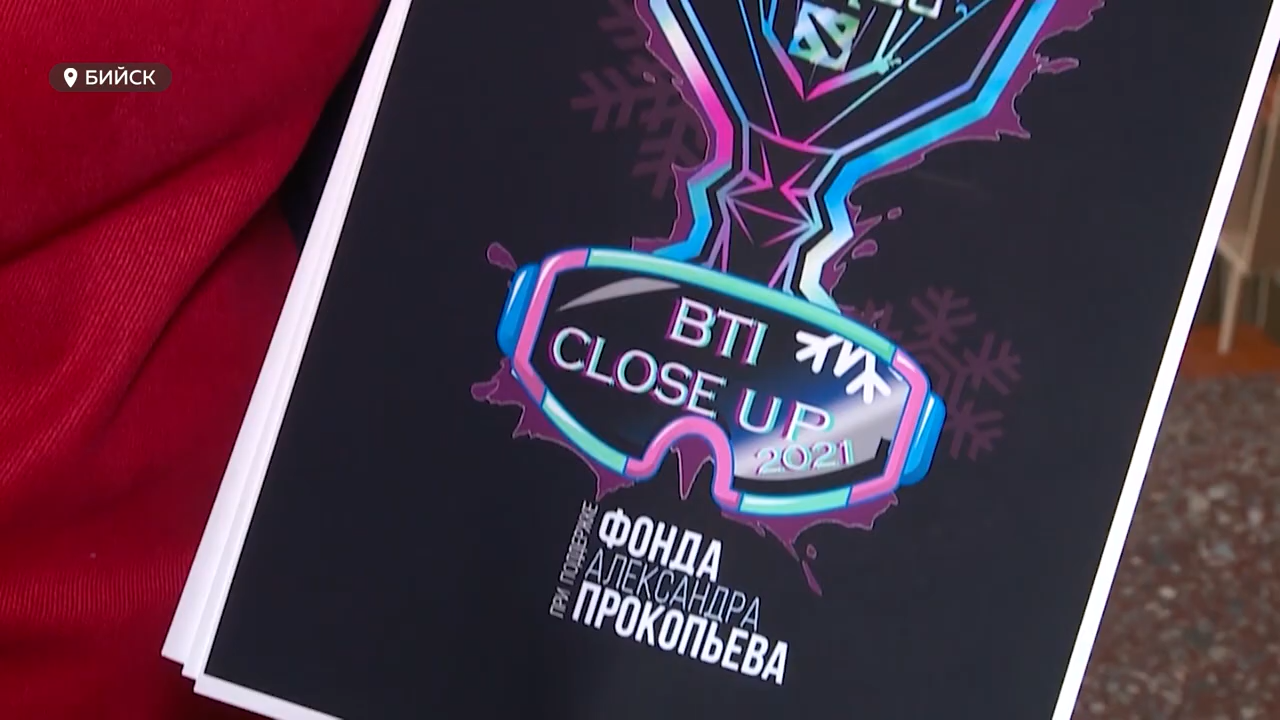 БИЙСК
BTI
CLOSE UP
2021
ПРИ ПОДДЕРЖКЕ
ФОНДА
АЛЕКСАНДРА
ПРОКОПЬЕВА